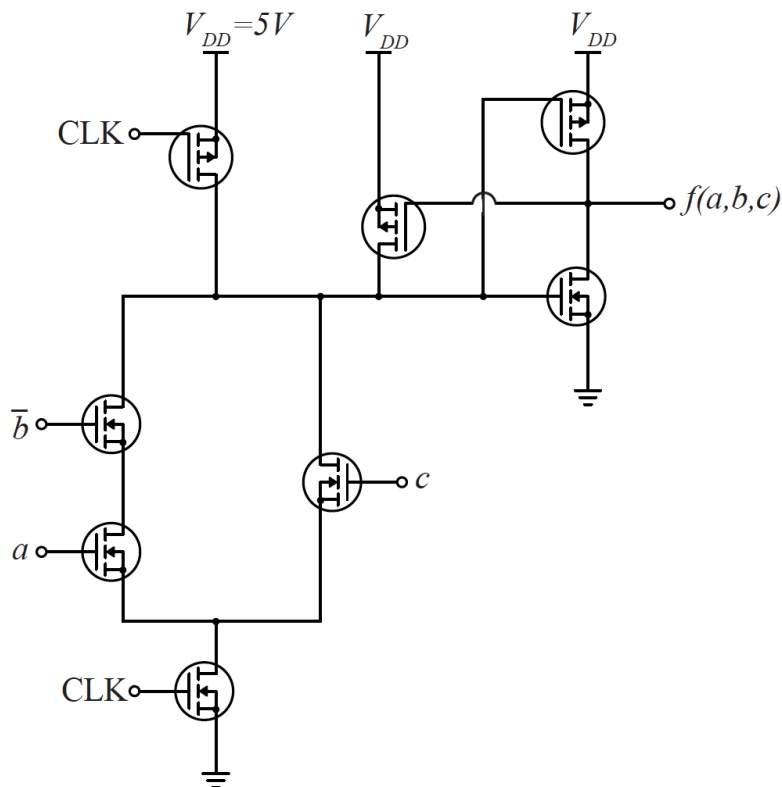 V_DD=5V
V_DD
V_DD
CLK
f(a,b,c)
b̅
c
a
CLK